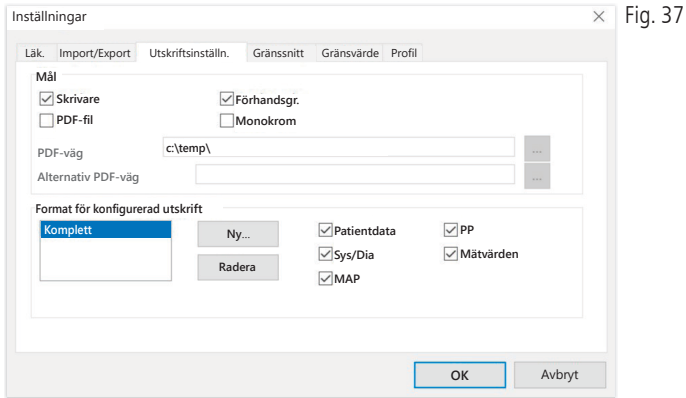 Inställningar
Fig. 37
Läk. Import/Export Utskriftsinställn. Gränssnitt Gränsvärde Profil
Mål
Skrivare Förhandsgr.
PDF-fil Monokrom
PDF-väg c:\temp\ ...
Alternativ PDF-väg ...
Format för konfigurerad utskrift
Komplett Ny... Patientdata PP
Sys/Dia Mätvärden
Radera
MAP
OK Avbryt